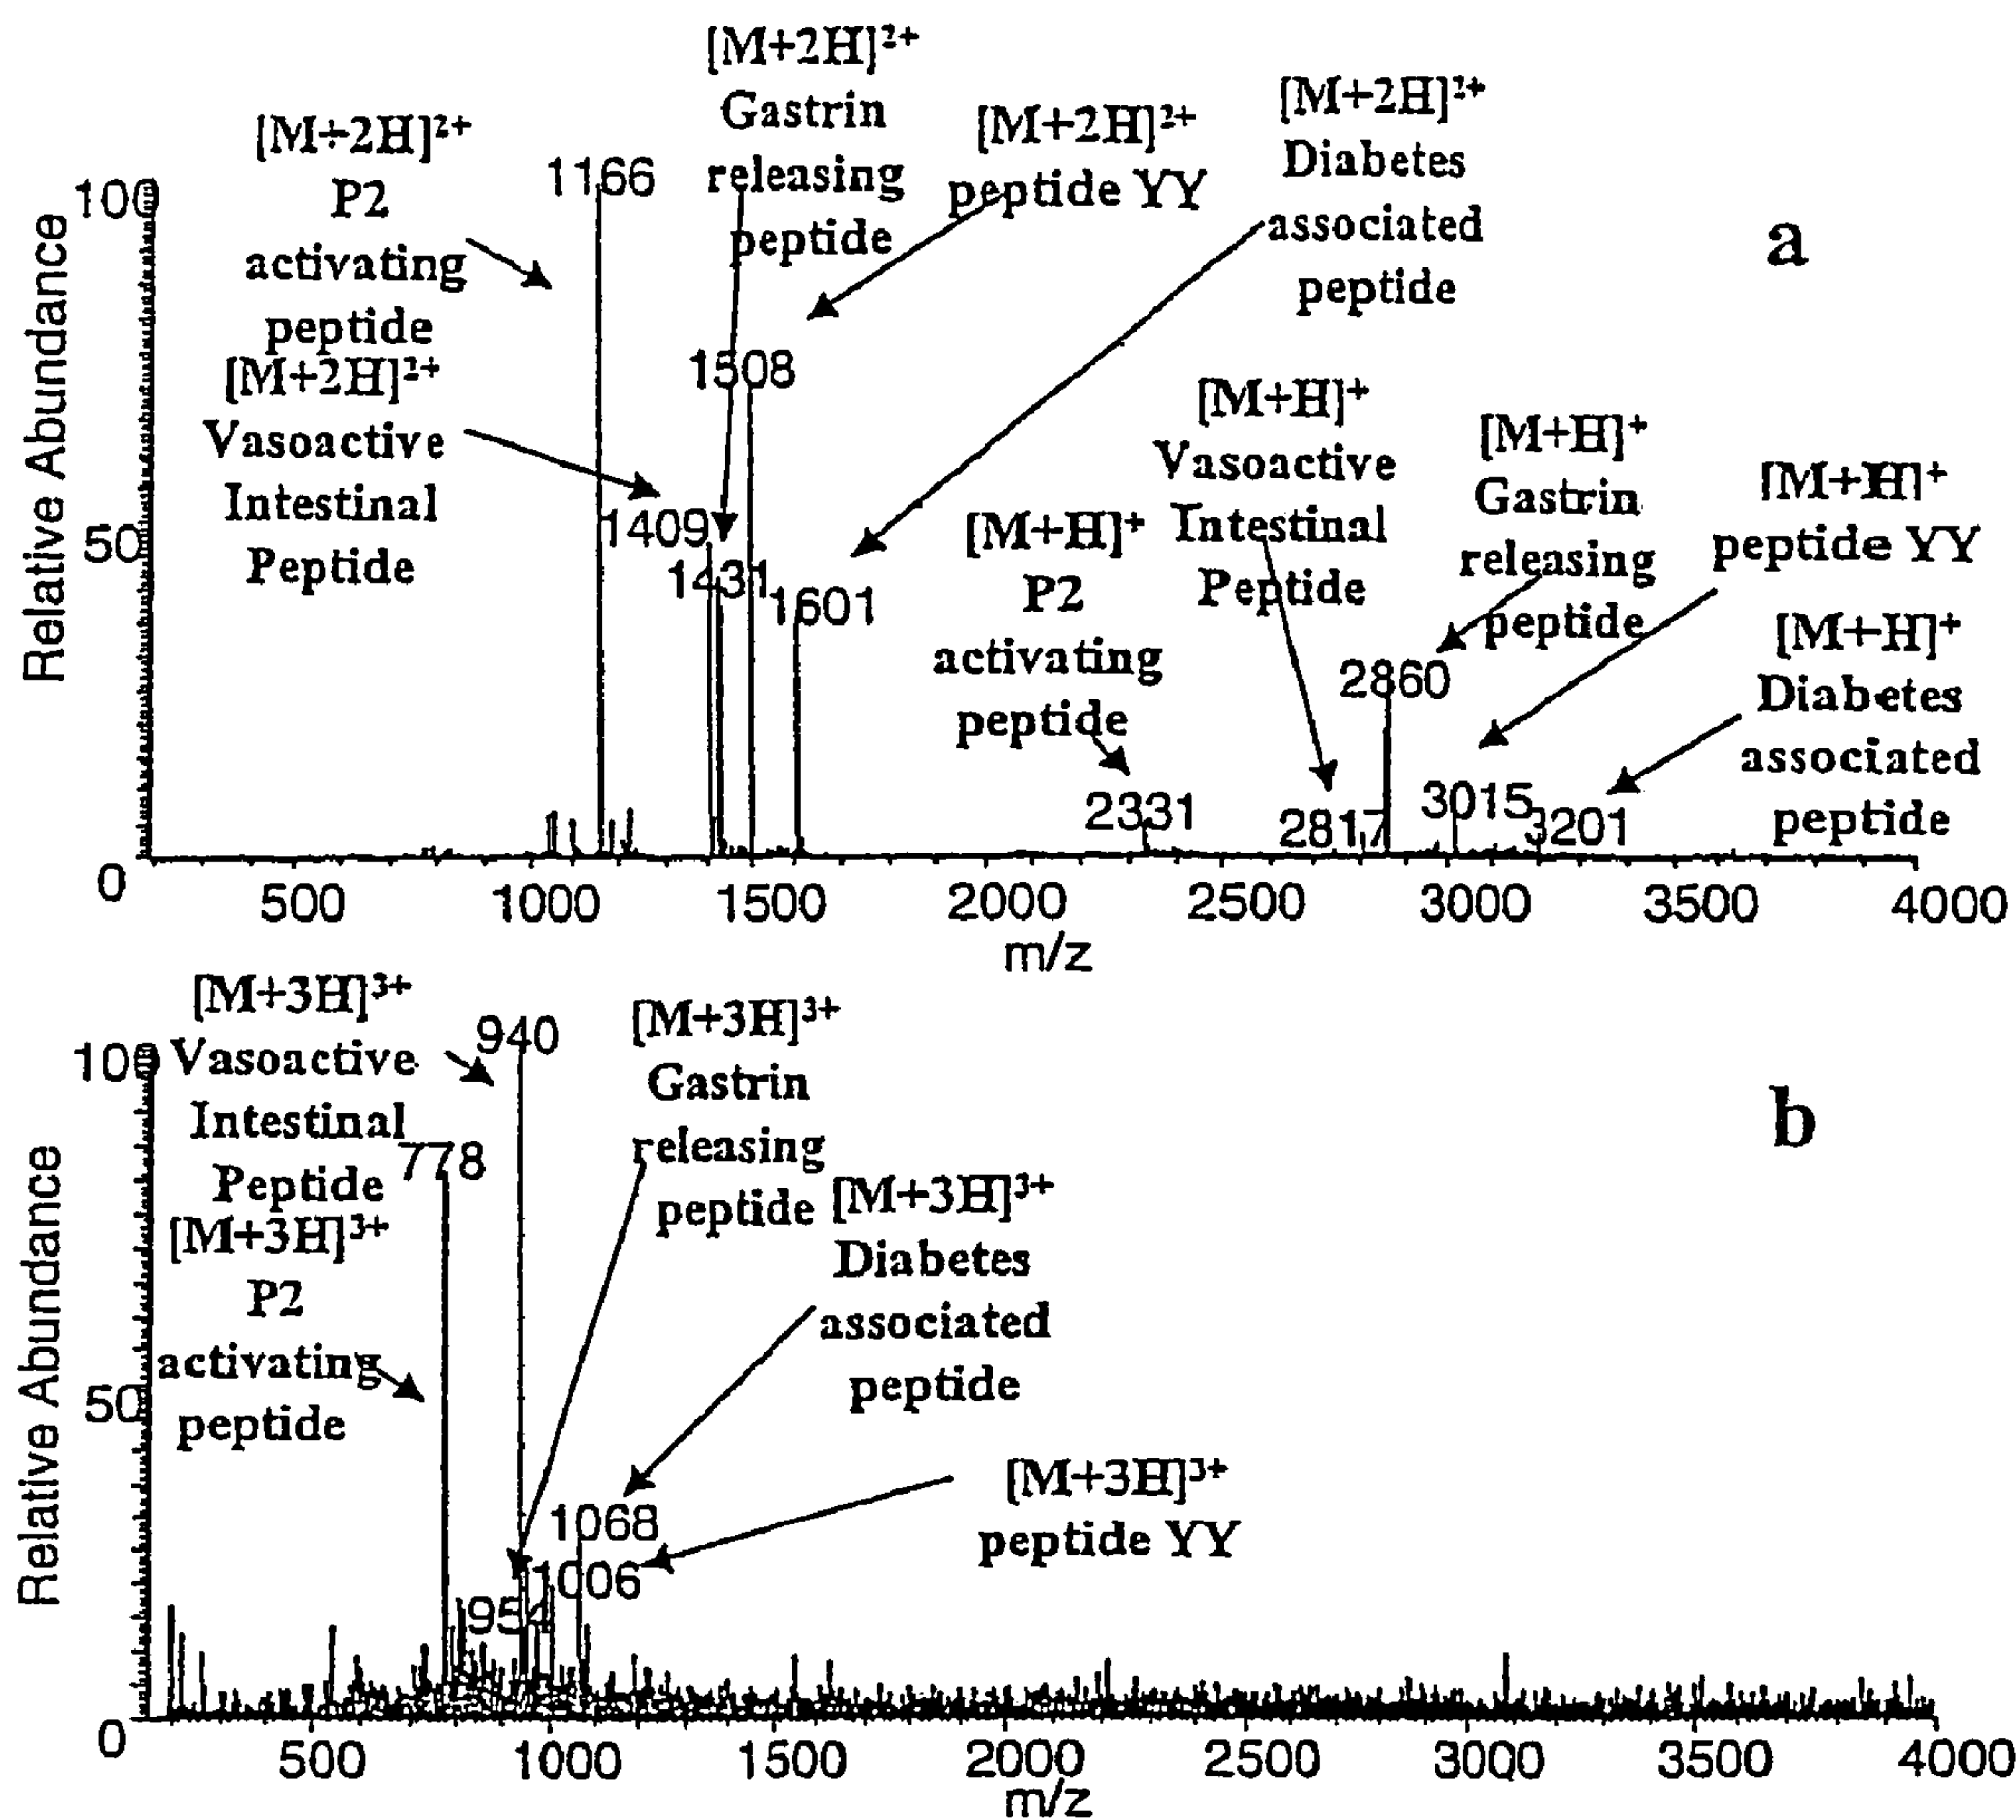 [M+2H]²⁺
Gastrin
releasing
peptide
[M+2H]²⁺
P2
activating
peptide
[M+2H]²⁺
peptide YY
[M+2H]²⁺
Diabetes
associated
peptide
a
1166
100
Relative Abundance
[M+2H]²⁺
Vasoactive
Intestinal
Peptide
1508
1409
1431
1601
50
[M+H]⁺
P2
activating
peptide
[M+H]⁺
Vasoactive
Intestinal
Peptide
[M+H]⁺
Gastrin
releasing
peptide
[M+H]⁺
peptide YY
[M+H]⁺
Diabetes
associated
peptide
2331
2817
2860
3015
3201
0
500 1000 1500 2000 2500 3000 3500 4000
m/z
[M+3H]³⁺
Vasoactive
Intestinal
Peptide
940
778
100
[M+3H]³⁺
Gastrin
releasing
peptide
b
[M+3H]³⁺
P2
activating
peptide
[M+3H]³⁺
Diabetes
associated
peptide
[M+3H]³⁺
peptide YY
Relative Abundance
50
1068
1006
954
0
500 1000 1500 2000 2500 3000 3500 4000
m/z